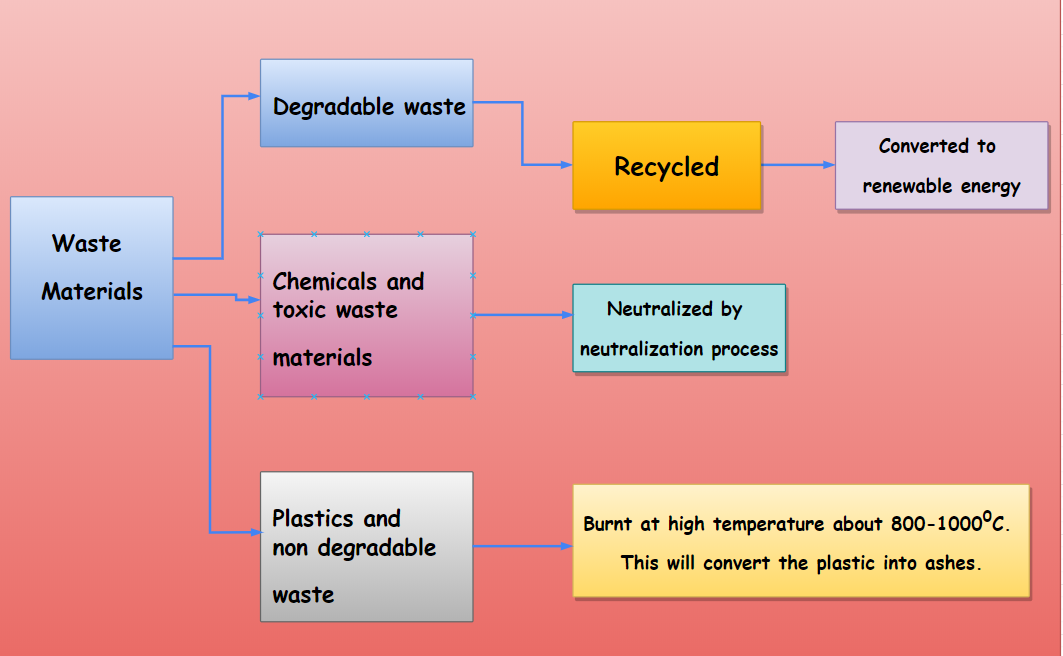 Waste
Materials
Degradable waste
Recycled
Converted to
renewable energy
Chemicals and
toxic waste
materials
Neutralized by
neutralization process
Plastics and
non degradable
waste
Burnt at high temperature about 800-1000⁰C.
This will convert the plastic into ashes.